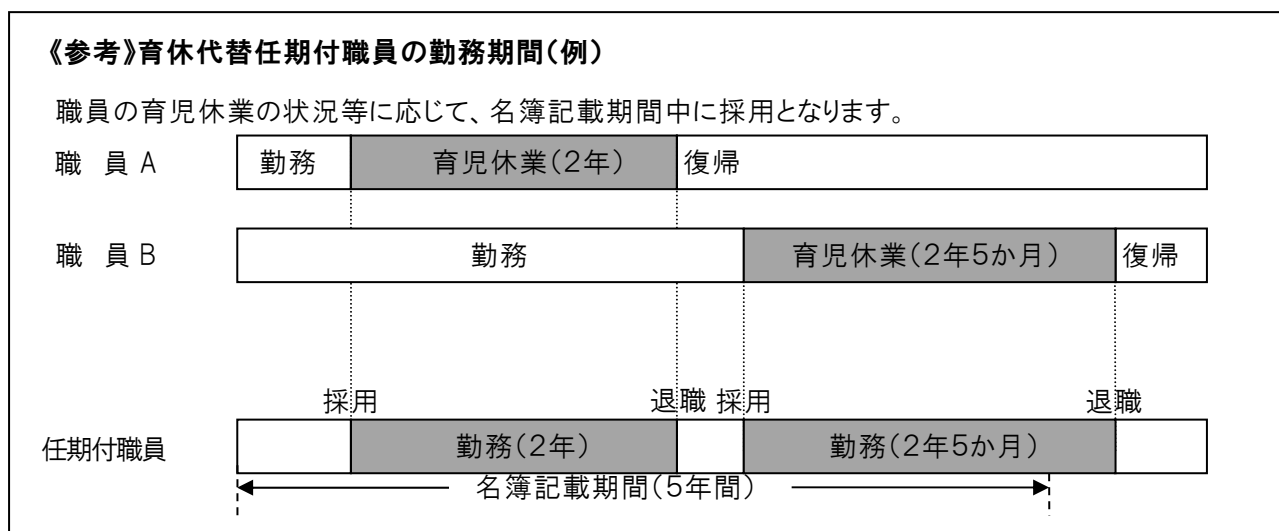 《参考》育休代替任期付職員の勤務期間(例)
職員の育児休業の状況等に応じて、名簿記載期間中に採用となります。
職 員 A 勤務 育児休業(2年) 復帰
職 員 B 勤務 育児休業(2年5か月) 復帰
採用 退職 採用 退職
任期付職員 勤務(2年) 勤務(2年5か月)
名簿記載期間(5年間)